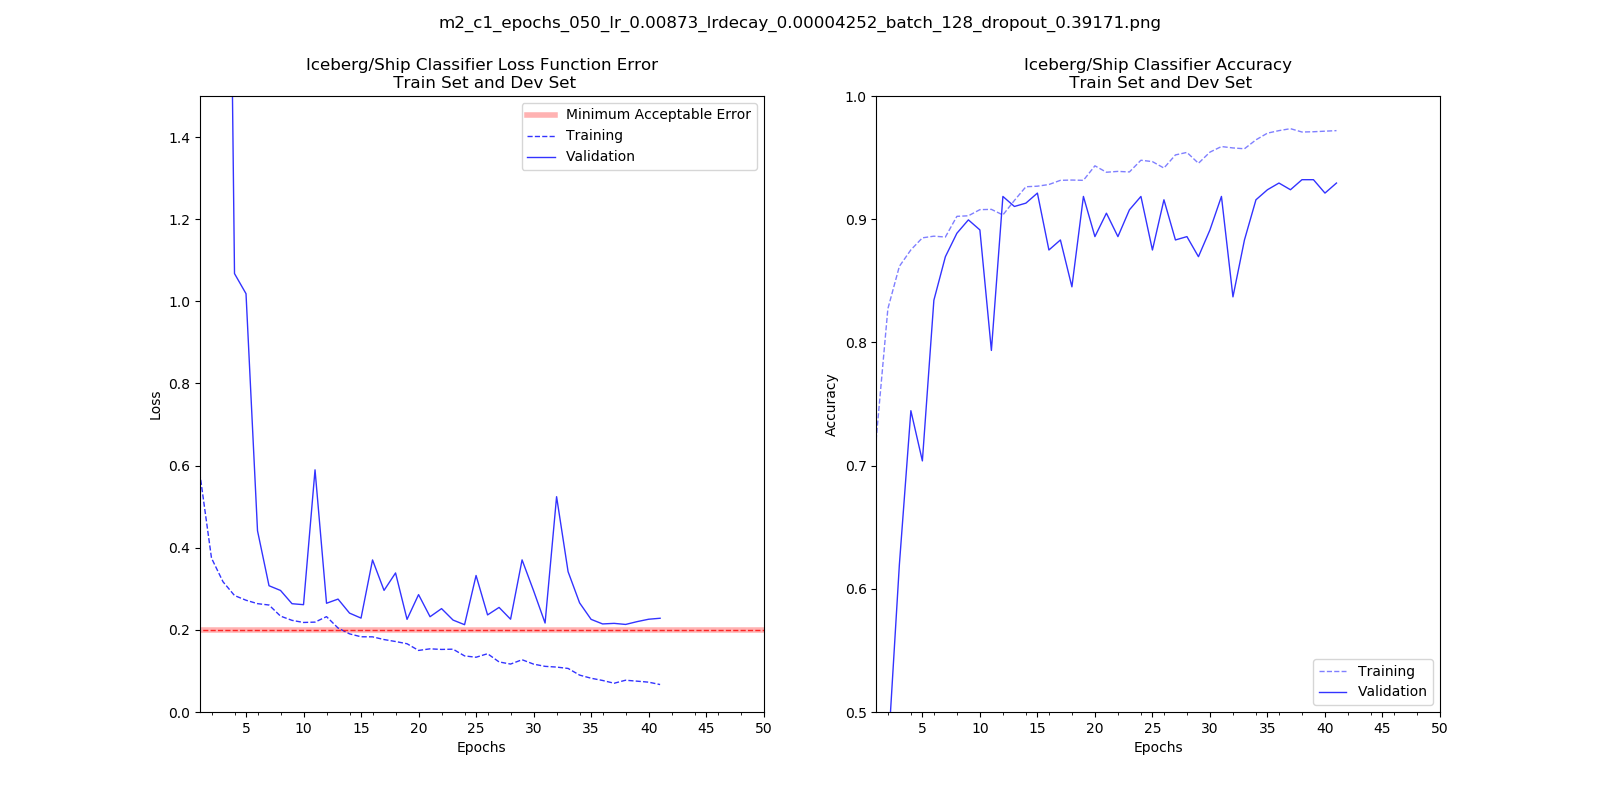 m2_c1_epochs_050_lr_0.00873_lrdecay_0.00004252_batch_128_dropout_0.39171.png
Iceberg/Ship Classifier Loss Function Error
Train Set and Dev Set
Minimum Acceptable Error
Training
Validation
1.4
1.2
1.0
0.8
0.6
0.4
0.2
0.0
Loss
5 10 15 20 25 30 35 40 45 50
Epochs
Iceberg/Ship Classifier Accuracy
Train Set and Dev Set
1.0
0.9
0.8
0.7
0.6
0.5
Accuracy
Training
Validation
5 10 15 20 25 30 35 40 45 50
Epochs